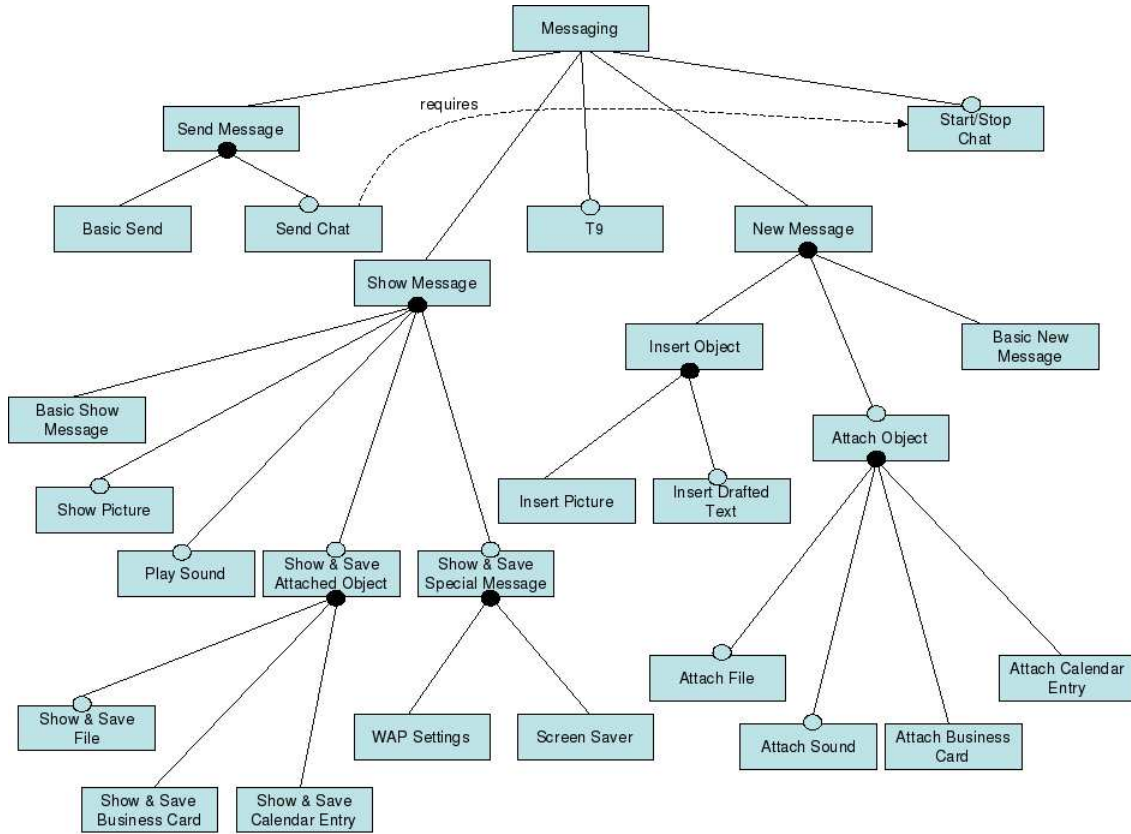 Messaging
requires
Send Message
Start/Stop
Chat
Basic Send
Send Chat
T9
New Message
Show Message
Insert Object
Basic New
Message
Basic Show
Message
Attach Object
Show Picture
Insert Picture
Insert Drafted
Text
Play Sound
Show & Save
Attached Object
Show & Save
Special Message
Attach File
Attach Calendar
Entry
Show & Save
File
WAP Settings
Screen Saver
Attach Sound
Attach Business
Card
Show & Save
Business Card
Show & Save
Calendar Entry